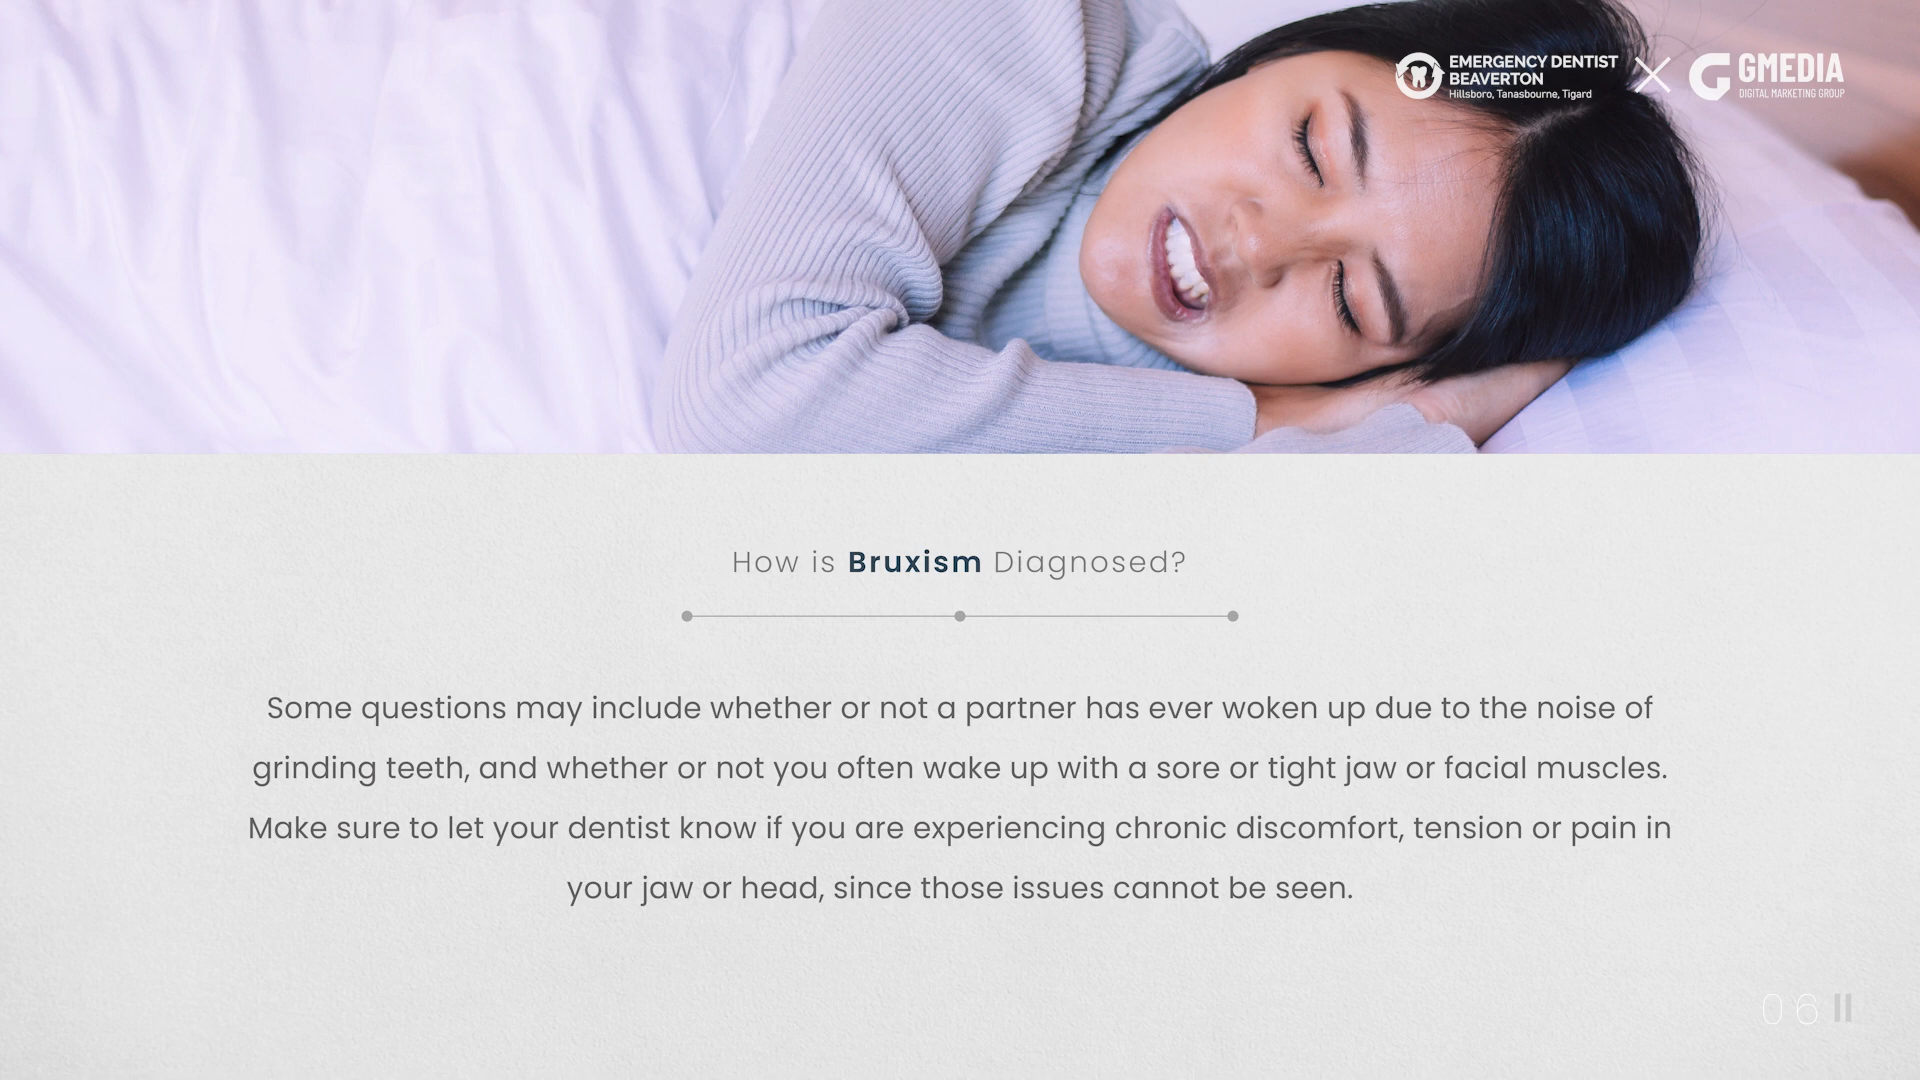 EMERGENCY DENTIST
BEAVERTON
Hillsboro, Tanasbourne, Tigard
GMEDIA
DIGITAL MARKETING GROUP
How is Bruxism Diagnosed?
Some questions may include whether or not a partner has ever woken up due to the noise of
grinding teeth, and whether or not you often wake up with a sore or tight jaw or facial muscles.
Make sure to let your dentist know if you are experiencing chronic discomfort, tension or pain in
your jaw or head, since those issues cannot be seen.
06